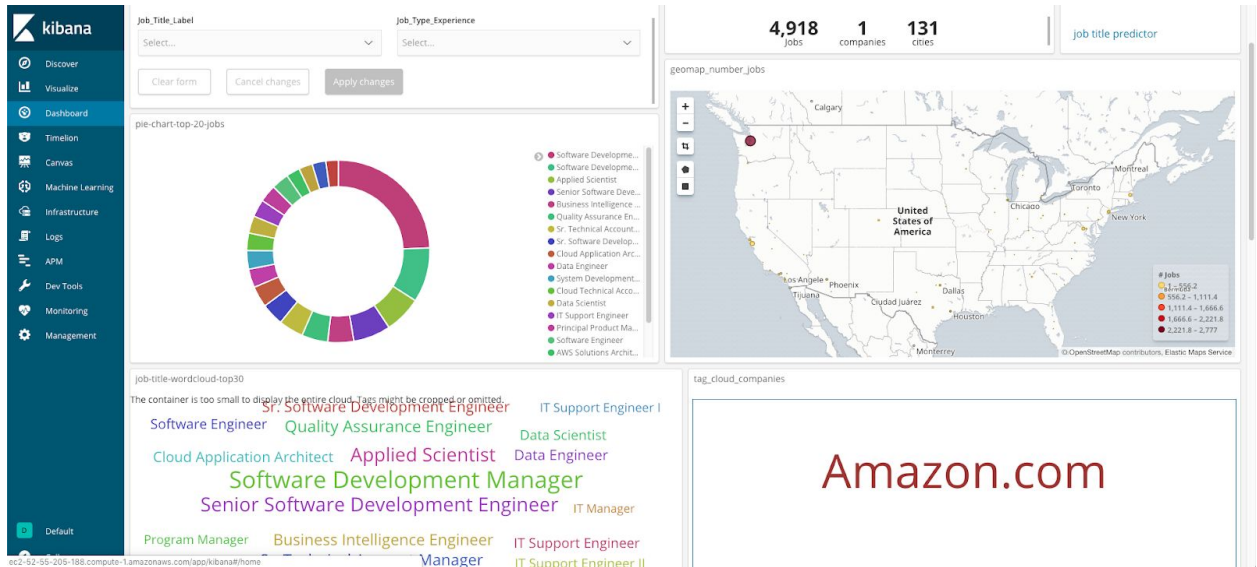 kibana
Discover
Visualize
Dashboard
Timelion
Canvas
Machine Learning
Infrastructure
Logs
APM
Dev Tools
Monitoring
Management
D Default
ec2-52-55-205-188.compute-1.amazonaws.com/app/kibana#/home
Job_Title_Label
Job_Type_Experience
Select...
Select...
Clear form
Cancel changes
Apply changes
4,918
jobs
1
companies
131
cities
job title predictor
pie-chart-top-20-jobs
Software Developme...
Software Developme...
Applied Scientist
Senior Software Deve...
Business Intelligence ...
Quality Assurance En...
Sr. Technical Account...
Sr. Software Develop...
Cloud Application Arc...
Data Engineer
System Development...
Cloud Technical Acco...
Data Scientist
IT Support Engineer
Principal Product Ma...
Software Engineer
AWS Solutions Archit...
geomap_number_jobs
+
−
Calgary
Montreal
Toronto
Chicago
New York
United
States of
America
Los Angele
Phoenix
Tijuana
Dallas
Ciudad Juárez
Houston
Monterrey
# Jobs
1 – 556.2
556.2 – 1,111.4
1,111.4 – 1,666.6
1,666.6 – 2,221.8
2,221.8 – 2,777
Bermuda
© OpenStreetMap contributors, Elastic Maps Service
job-title-wordcloud-top30
The container is too small to display the entire cloud. Tags might be cropped or omitted.
Sr. Software Development Engineer
IT Support Engineer I
Software Engineer
Quality Assurance Engineer
Data Scientist
Cloud Application Architect
Applied Scientist
Data Engineer
Software Development Manager
Senior Software Development Engineer
IT Manager
Program Manager
Business Intelligence Engineer
IT Support Engineer
Manager
IT Support Engineer II
tag_cloud_companies
Amazon.com